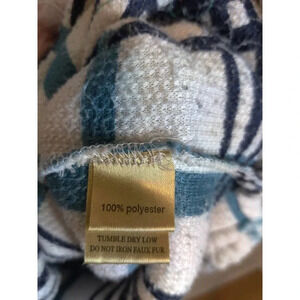 100% polyester
TUMBLE DRY LOW
DO NOT IRON FAUX FUR